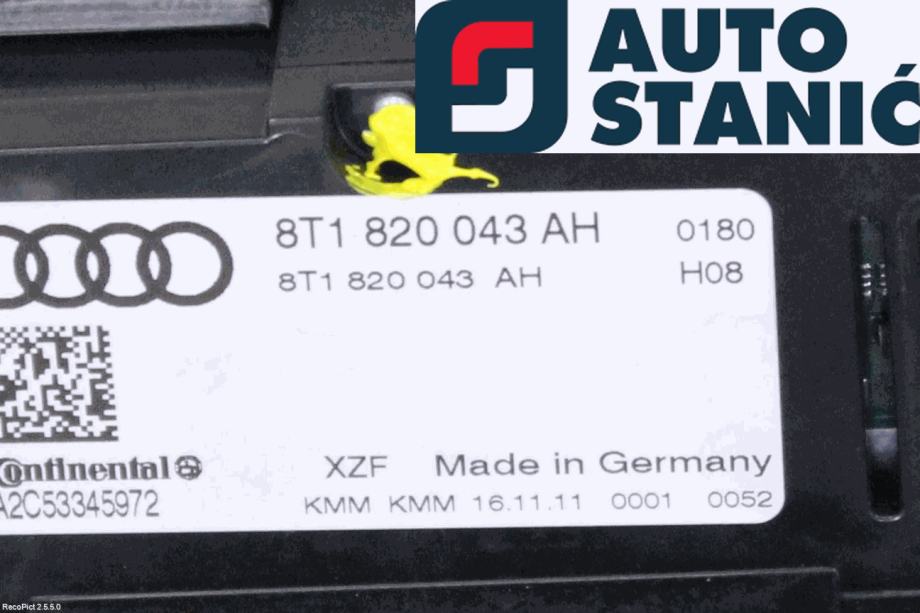 AUTO
STANIĆ
8T1 820 043 AH 0180
8T1 820 043 AH H08
Continental
A2C53345972
XZF Made in Germany
KMM KMM 16.11.11 0001 0052
RecoPict 2.5.5.0